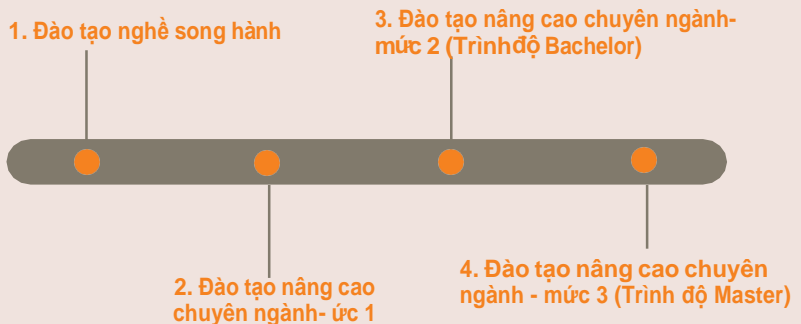 1. Đào tạo nghề song hành
3. Đào tạo nâng cao chuyên ngành-
mức 2 (Trìnhđộ Bachelor)
2. Đào tạo nâng cao
chuyên ngành- ức 1
4. Đào tạo nâng cao chuyên
ngành - mức 3 (Trình độ Master)